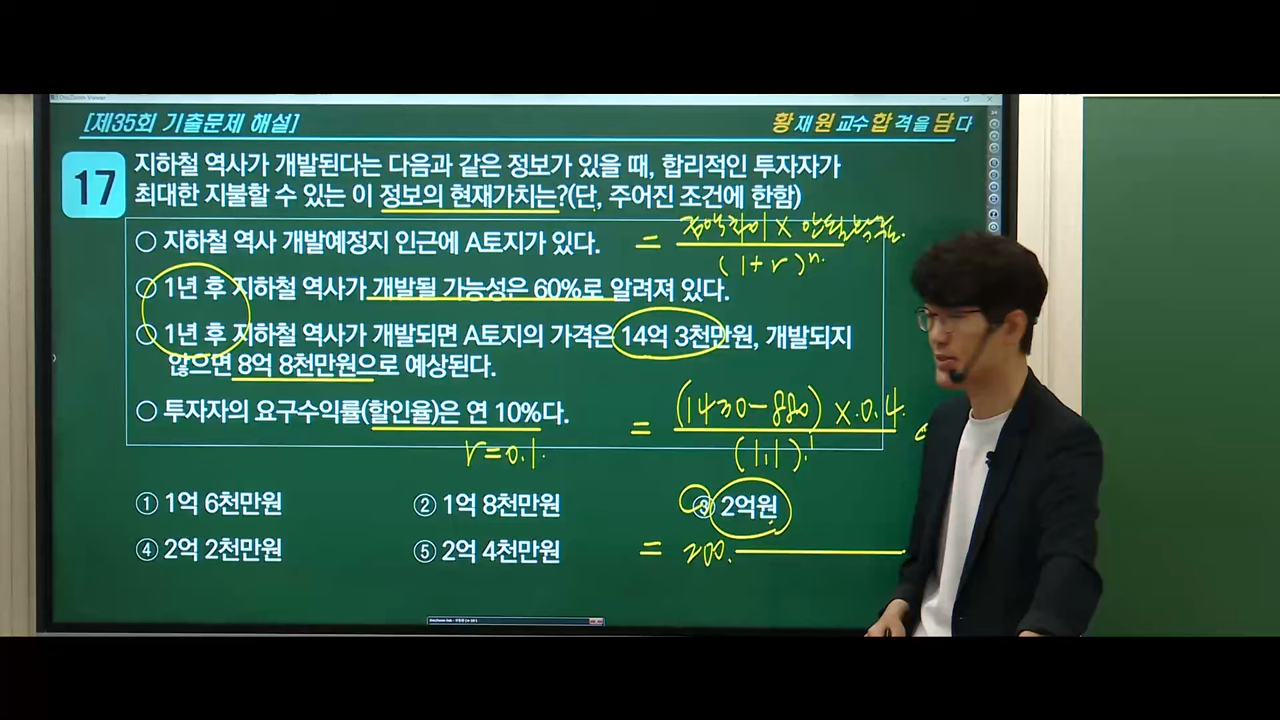 [제35회 기출문제 해설]
황재원 교수 합격을 담다
17
지하철 역사가 개발된다는 다음과 같은 정보가 있을 때, 합리적인 투자자가
최대한 지불할 수 있는 이 정보의 현재가치는?(단, 주어진 조건에 한함)
○ 지하철 역사 개발예정지 인근에 A토지가 있다.
= 금액차이 × 안될확률
(1+r)ⁿ
○ 1년 후 지하철 역사가 개발될 가능성은 60%로 알려져 있다.
○ 1년 후 지하철 역사가 개발되면 A토지의 가격은 14억 3천만원, 개발되지
않으면 8억 8천만원으로 예상된다.
○ 투자자의 요구수익률(할인율)은 연 10%다.
r=0.1
= (1430-880) × 0.4
(1.1)¹
① 1억 6천만원
② 1억 8천만원
③ 2억원
④ 2억 2천만원
⑤ 2억 4천만원
= 200.